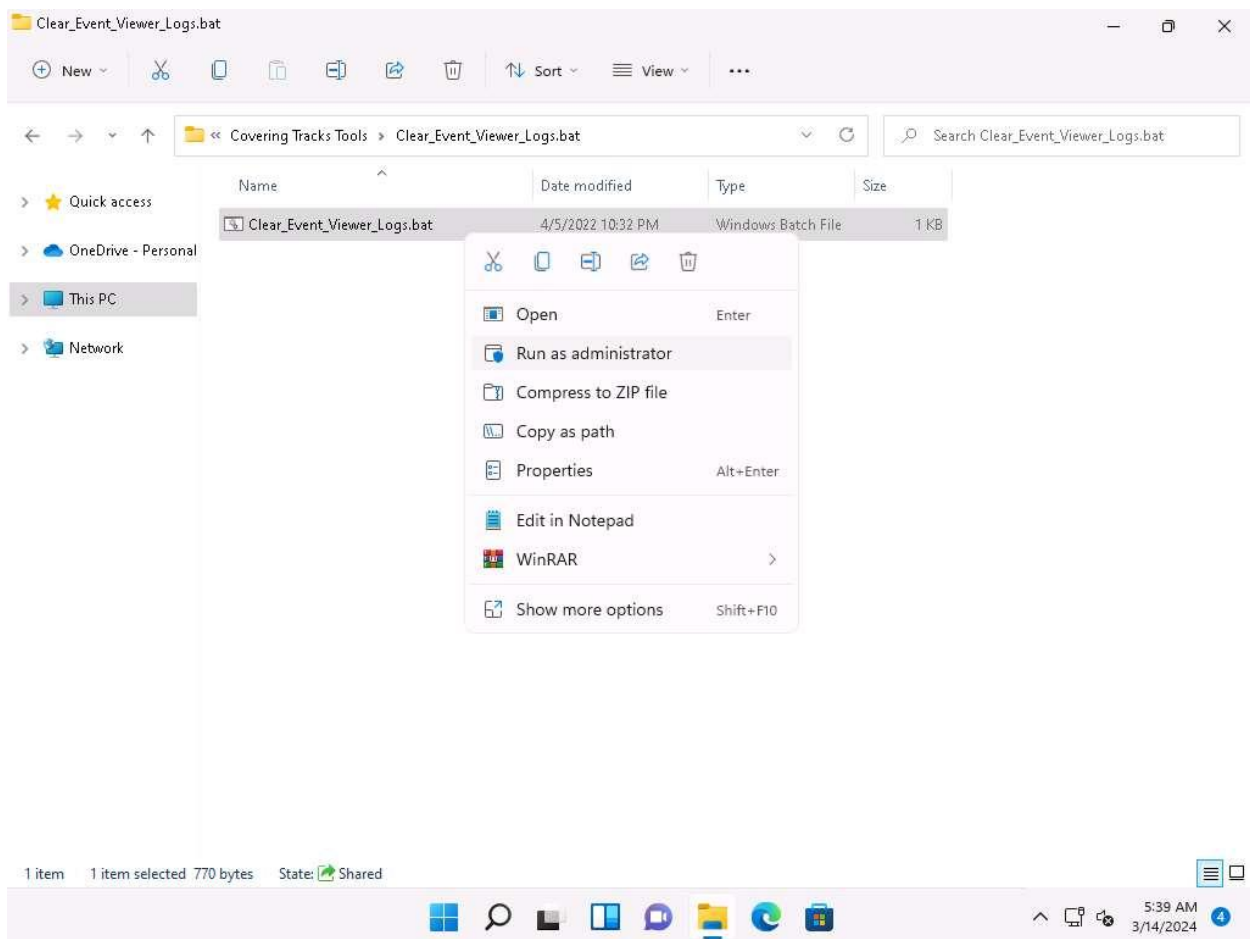 Clear_Event_Viewer_Logs.bat
New Sort View
« Covering Tracks Tools > Clear_Event_Viewer_Logs.bat Search Clear_Event_Viewer_Logs.bat
Name Date modified Type Size
Quick access
Clear_Event_Viewer_Logs.bat 4/5/2022 10:32 PM Windows Batch File 1 KB
OneDrive - Personal
This PC
Network
Open Enter
Run as administrator
Compress to ZIP file
Copy as path
Properties Alt+Enter
Edit in Notepad
WinRAR
Show more options Shift+F10
1 item 1 item selected 770 bytes State: Shared
5:39 AM
3/14/2024 4